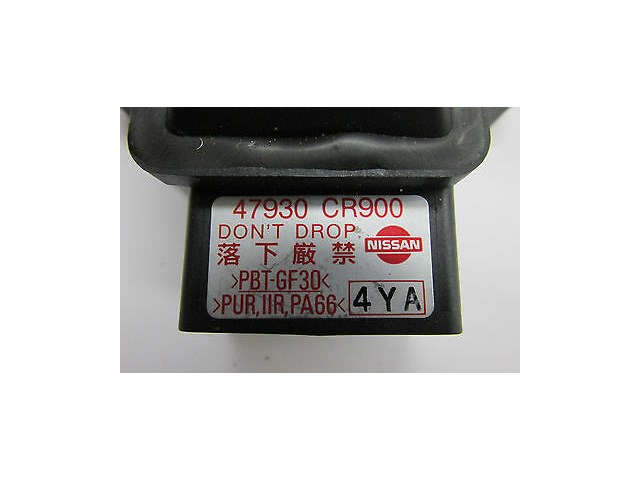 47930 CR900
DON'T DROP
落下厳禁
NISSAN
>PBT-GF30<
>PUR,IIR,PA66<
4YA